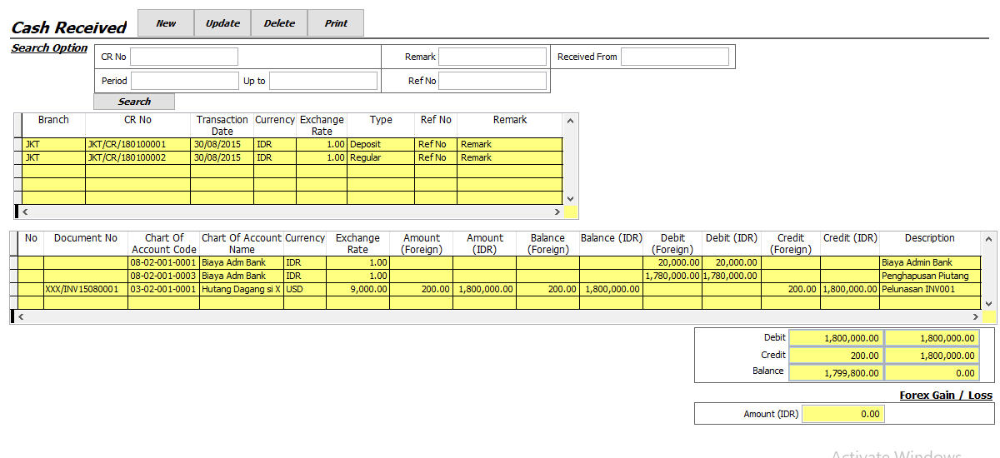 Cash Received New Update Delete Print
Search Option
CR No Remark Received From
Period Up to Ref No
Search
Branch CR No Transaction Date Currency Exchange Rate Type Ref No Remark
JKT JKT/CR/180100001 30/08/2015 IDR 1.00 Deposit Ref No Remark
JKT JKT/CR/180100002 30/08/2015 IDR 1.00 Regular Ref No Remark
No Document No Chart Of Account Code Chart Of Account Name Currency Exchange Rate Amount (Foreign) Amount (IDR) Balance (Foreign) Balance (IDR) Debit (Foreign) Debit (IDR) Credit (Foreign) Credit (IDR) Description
08-02-001-0001 Biaya Adm Bank IDR 1.00 20,000.00 20,000.00 Biaya Admin Bank
08-02-001-0003 Biaya Adm Bank IDR 1.00 1,780,000.00 1,780,000.00 Penghapusan Piutang
XXX/INV15080001 03-02-001-0001 Hutang Dagang si X USD 9,000.00 200.00 1,800,000.00 200.00 1,800,000.00 200.00 1,800,000.00 Pelunasan INV001
Debit 1,800,000.00 1,800,000.00
Credit 200.00 1,800,000.00
Balance 1,799,800.00 0.00
Forex Gain / Loss
Amount (IDR) 0.00
Activate Windows